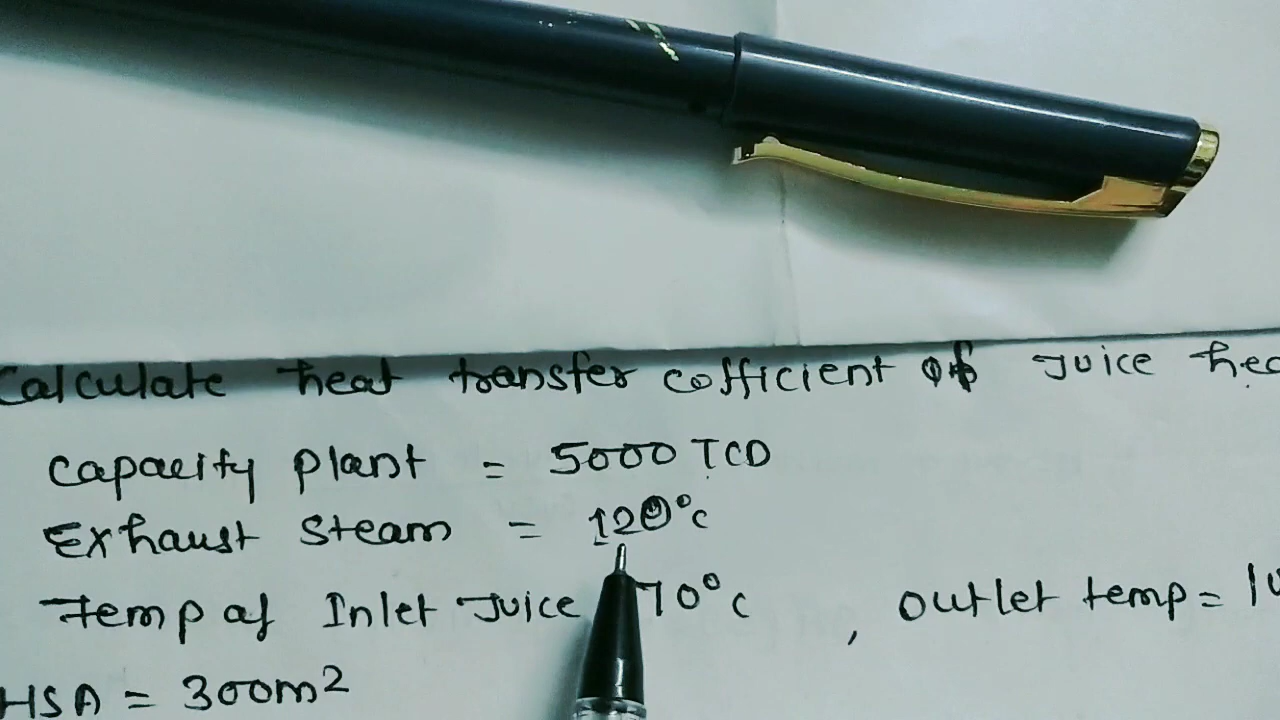 Calculate heat transfer cofficient of Juice
Capacity plant = 5000 TCD
Exhaust Steam = 120°c
Temp of Inlet Juice 70°c , outlet temp =
HSA = 300m2